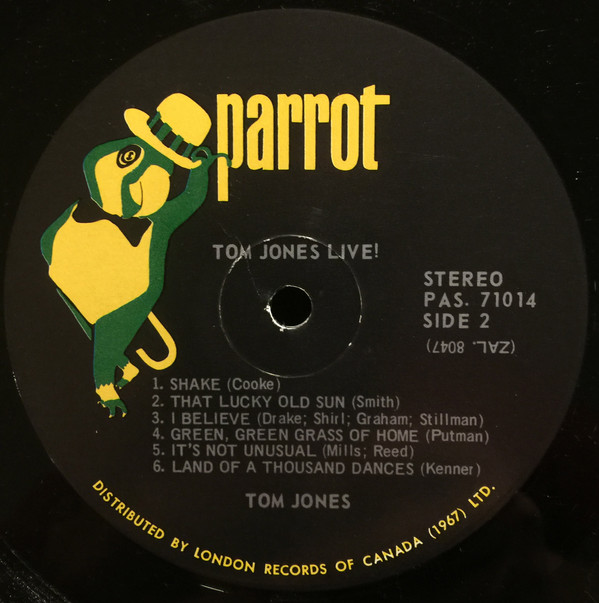 parrot
TOM JONES LIVE!
STEREO
PAS. 71014
SIDE 2
(ZAL. 8047)
1. SHAKE (Cooke)
2. THAT LUCKY OLD SUN (Smith)
3. I BELIEVE (Drake; Shirl; Graham; Stillman)
4. GREEN, GREEN GRASS OF HOME (Putman)
5. IT'S NOT UNUSUAL (Mills; Reed)
6. LAND OF A THOUSAND DANCES (Kenner)
TOM JONES
DISTRIBUTED BY LONDON RECORDS OF CANADA (1967) LTD.